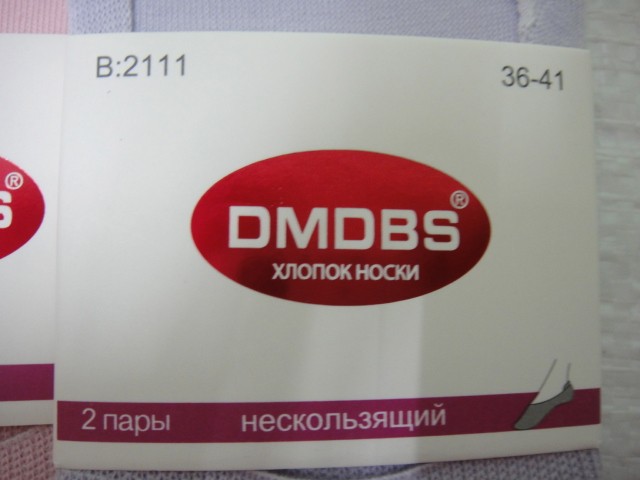 B:2111
36-41
DMDBS®
ХЛОПОК НОСКИ
2 пары нескользящий
S®